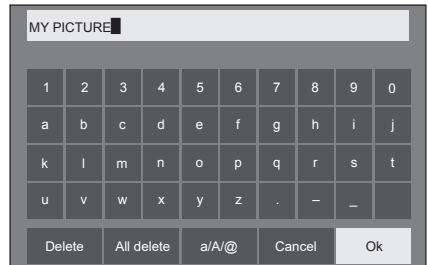 MY PICTURE
1 2 3 4 5 6 7 8 9 0
a b c d e f g h i j
k l m n o p q r s t
u v w x y z . – _
Delete All delete a/A/@ Cancel Ok